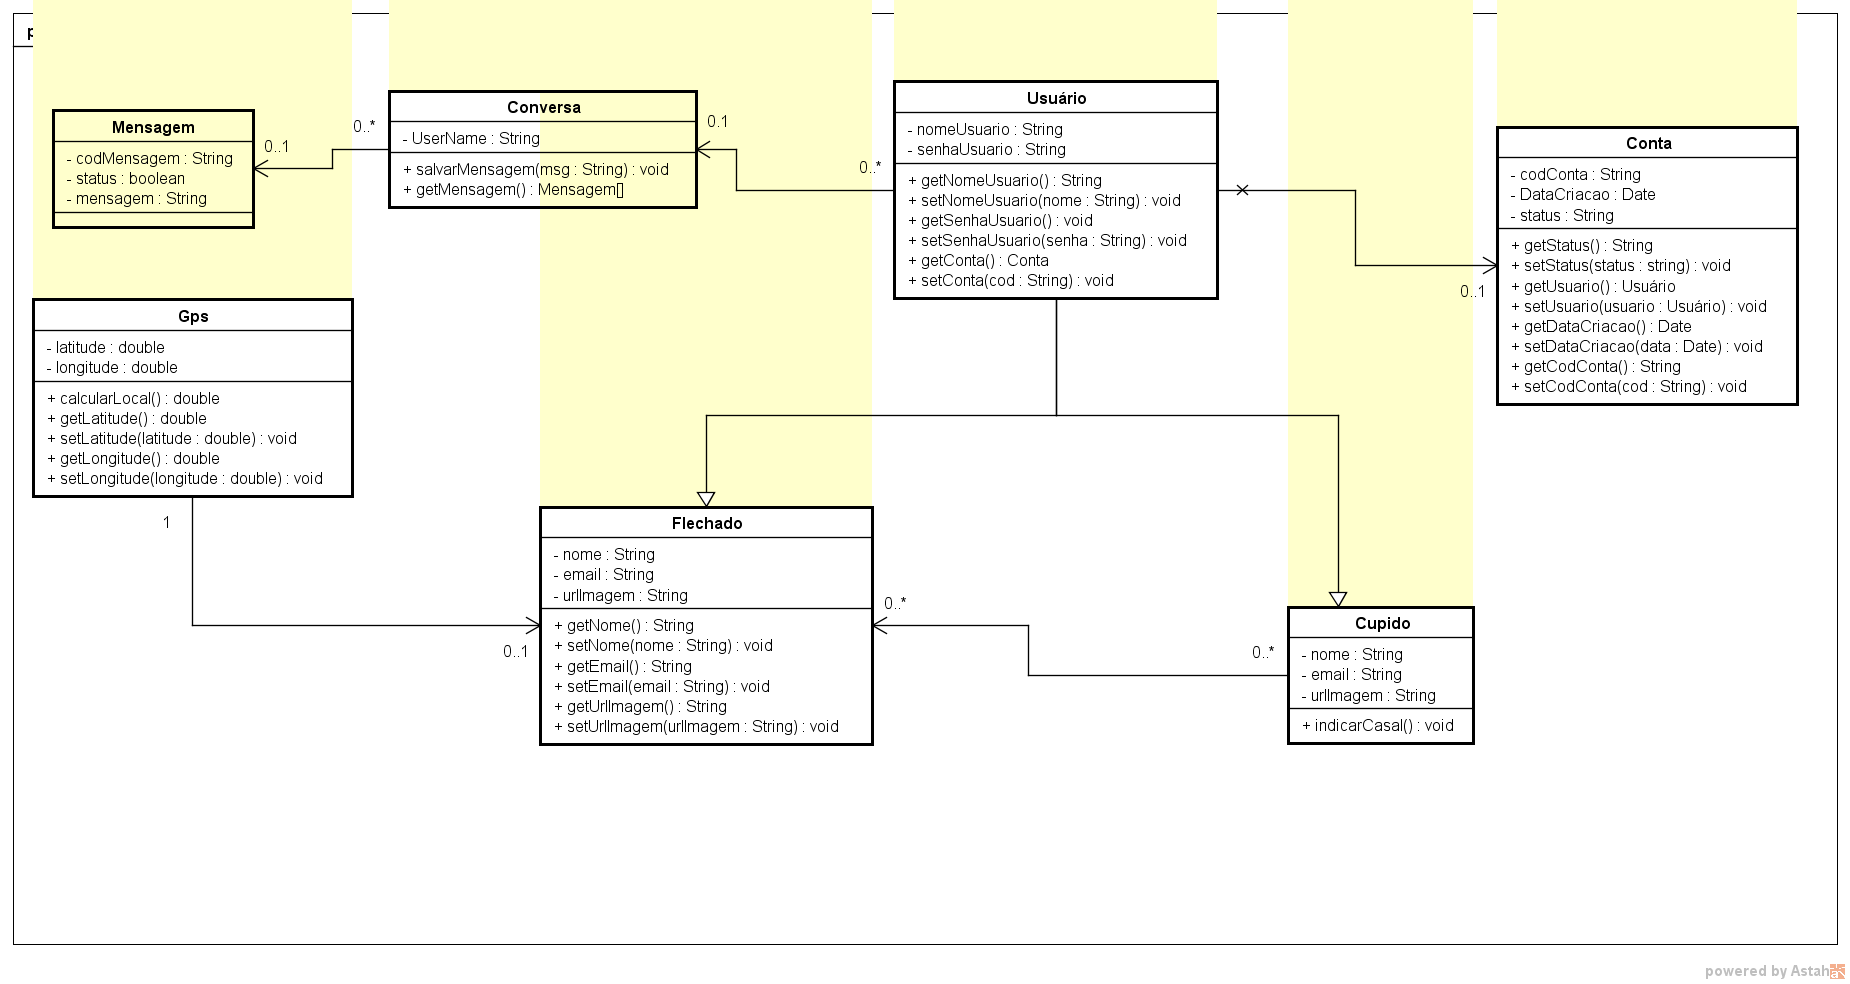 Mensagem
- codMensagem : String
- status : boolean
- mensagem : String
0..1
0..*
Conversa
- UserName : String
+ salvarMensagem(msg : String) : void
+ getMensagem() : Mensagem[]
0.1
0..*
Usuário
- nomeUsuario : String
- senhaUsuario : String
+ getNomeUsuario() : String
+ setNomeUsuario(nome : String) : void
+ getSenhaUsuario() : void
+ setSenhaUsuario(senha : String) : void
+ getConta() : Conta
+ setConta(cod : String) : void
0..1
Conta
- codConta : String
- DataCriacao : Date
- status : String
+ getStatus() : String
+ setStatus(status : string) : void
+ getUsuario() : Usuário
+ setUsuario(usuario : Usuário) : void
+ getDataCriacao() : Date
+ setDataCriacao(data : Date) : void
+ getCodConta() : String
+ setCodConta(cod : String) : void
Gps
- latitude : double
- longitude : double
+ calcularLocal() : double
+ getLatitude() : double
+ setLatitude(latitude : double) : void
+ getLongitude() : double
+ setLongitude(longitude : double) : void
1
0..1
Flechado
- nome : String
- email : String
- urlImagem : String
+ getNome() : String
+ setNome(nome : String) : void
+ getEmail() : String
+ setEmail(email : String) : void
+ getUrlImagem() : String
+ setUrlImagem(urlImagem : String) : void
0..*
0..*
Cupido
- nome : String
- email : String
- urlImagem : String
+ indicarCasal() : void
powered by Astah